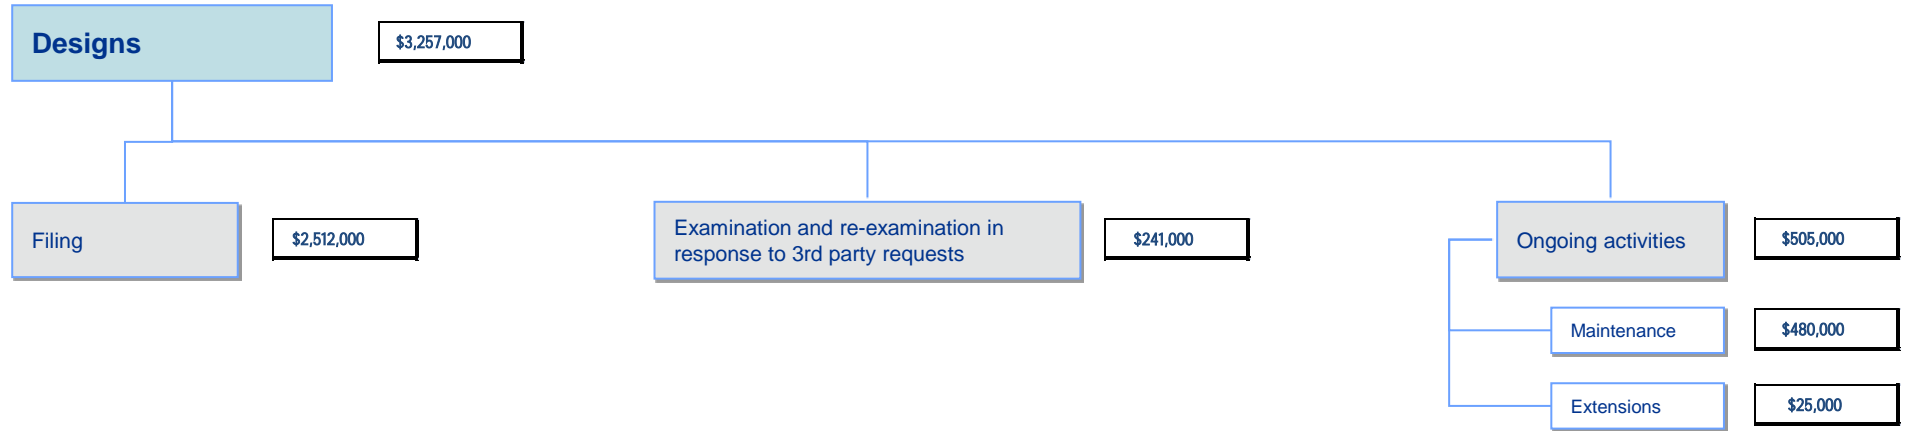 Designs
$3,257,000
Filing
$2,512,000
Examination and re-examination in
response to 3rd party requests
$241,000
Ongoing activities
$505,000
Maintenance
$480,000
Extensions
$25,000